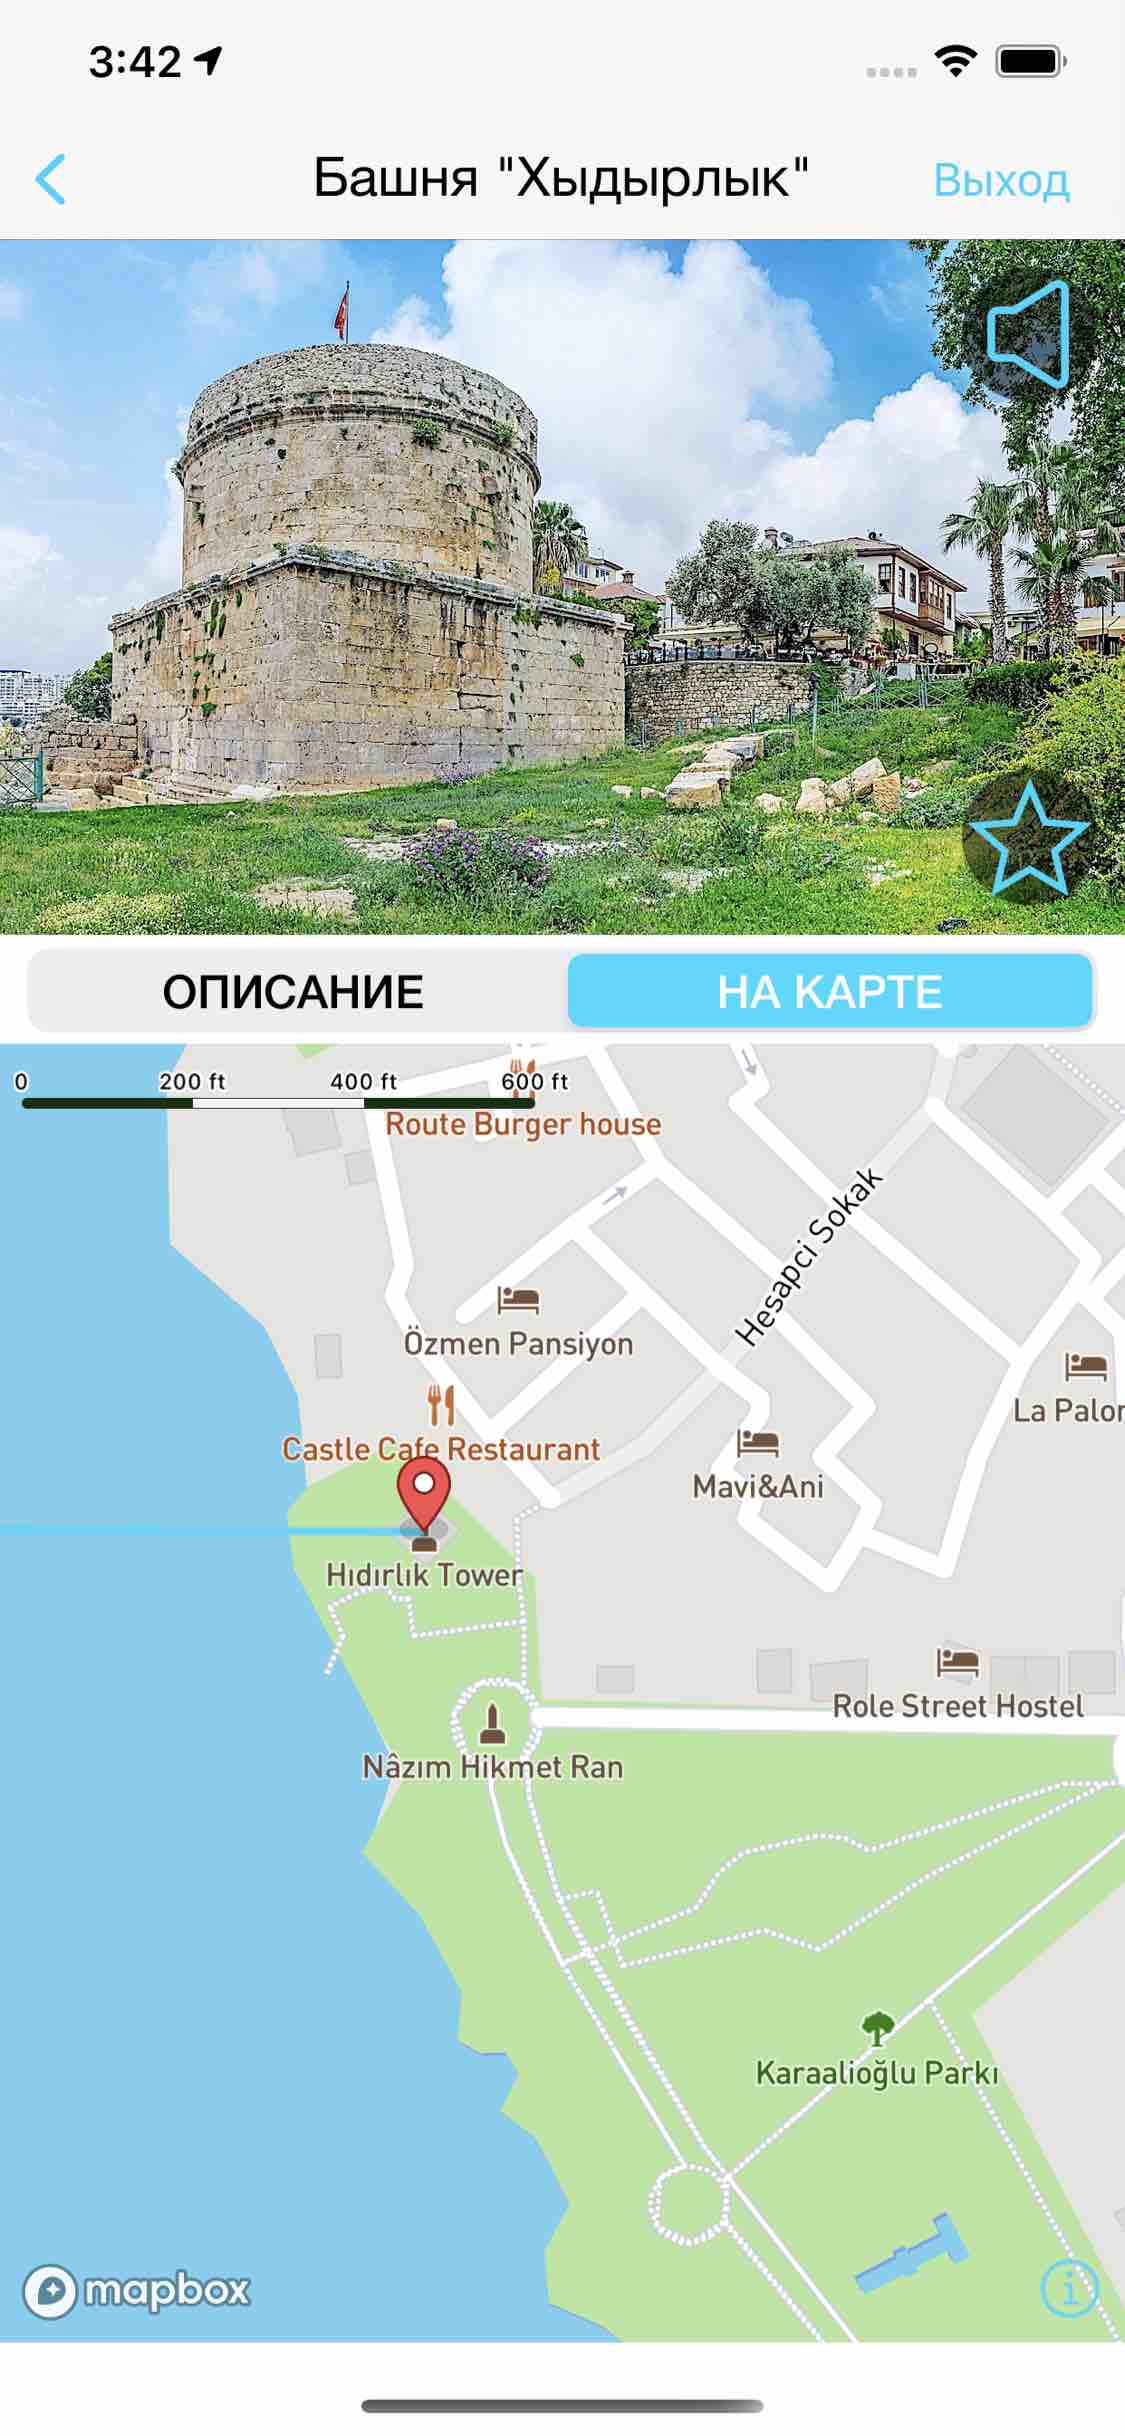 3:42
Башня "Хыдырлык"
Выход
ОПИСАНИЕ
НА КАРТЕ
0 200 ft 400 ft 600 ft
Route Burger house
Hesapci Sokak
Özmen Pansiyon
La Palor
Castle Cafe Restaurant
Mavi&Ani
Hıdırlık Tower
Role Street Hostel
Nâzım Hikmet Ran
Karaalioğlu Parkı
mapbox